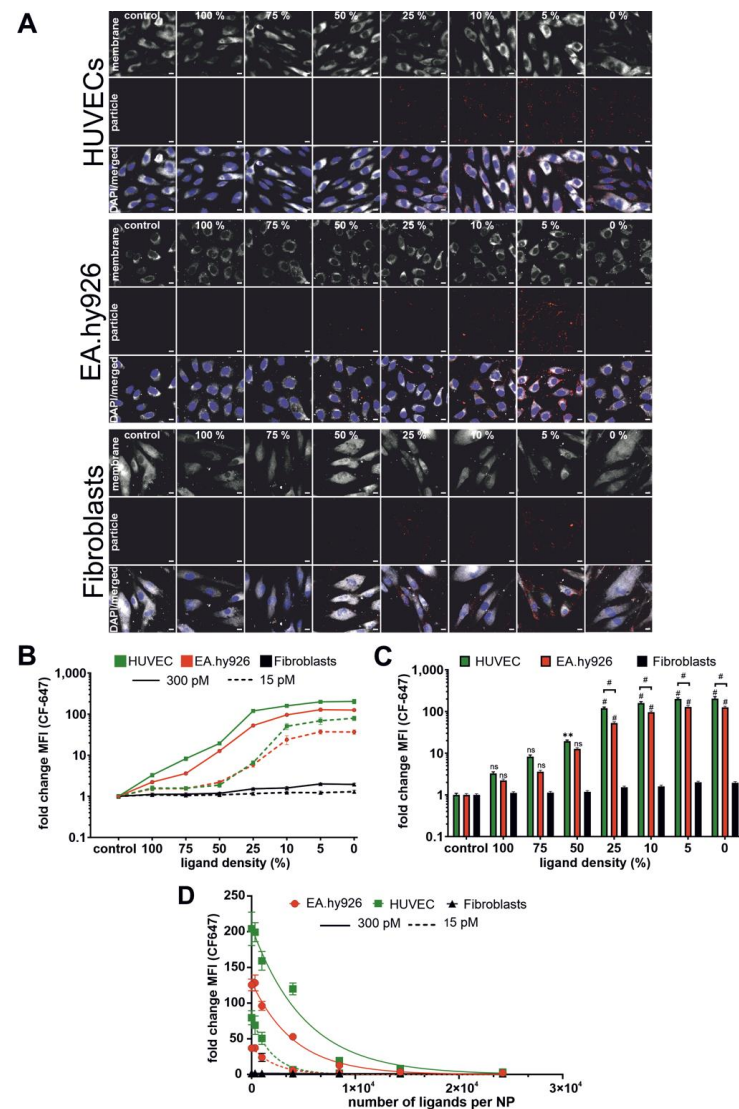 A
HUVECs
control 100 % 75 % 50 % 25 % 10 % 5 % 0 %
membrane
particle
DAPI/merged
EA.hy926
control 100 % 75 % 50 % 25 % 10 % 5 % 0 %
membrane
particle
DAPI/merged
Fibroblasts
control 100 % 75 % 50 % 25 % 10 % 5 % 0 %
membrane
particle
DAPI/merged
B
HUVEC EA.hy926 Fibroblasts
300 pM 15 pM
fold change MFI (CF-647)
1,000
100
10
1
0.1
control 100 75 50 25 10 5 0
ligand density (%)
C
HUVEC EA.hy926 Fibroblasts
fold change MFI (CF-647)
1,000
100
10
1
0.1
ns ns ns ns ** # # # # # # # # # # # #
control 100 75 50 25 10 5 0
ligand density (%)
D
EA.hy926 HUVEC Fibroblasts
300 pM 15 pM
fold change MFI (CF647)
250
200
150
100
50
0
0 1×10⁴ 2×10⁴ 3×10⁴
number of ligands per NP